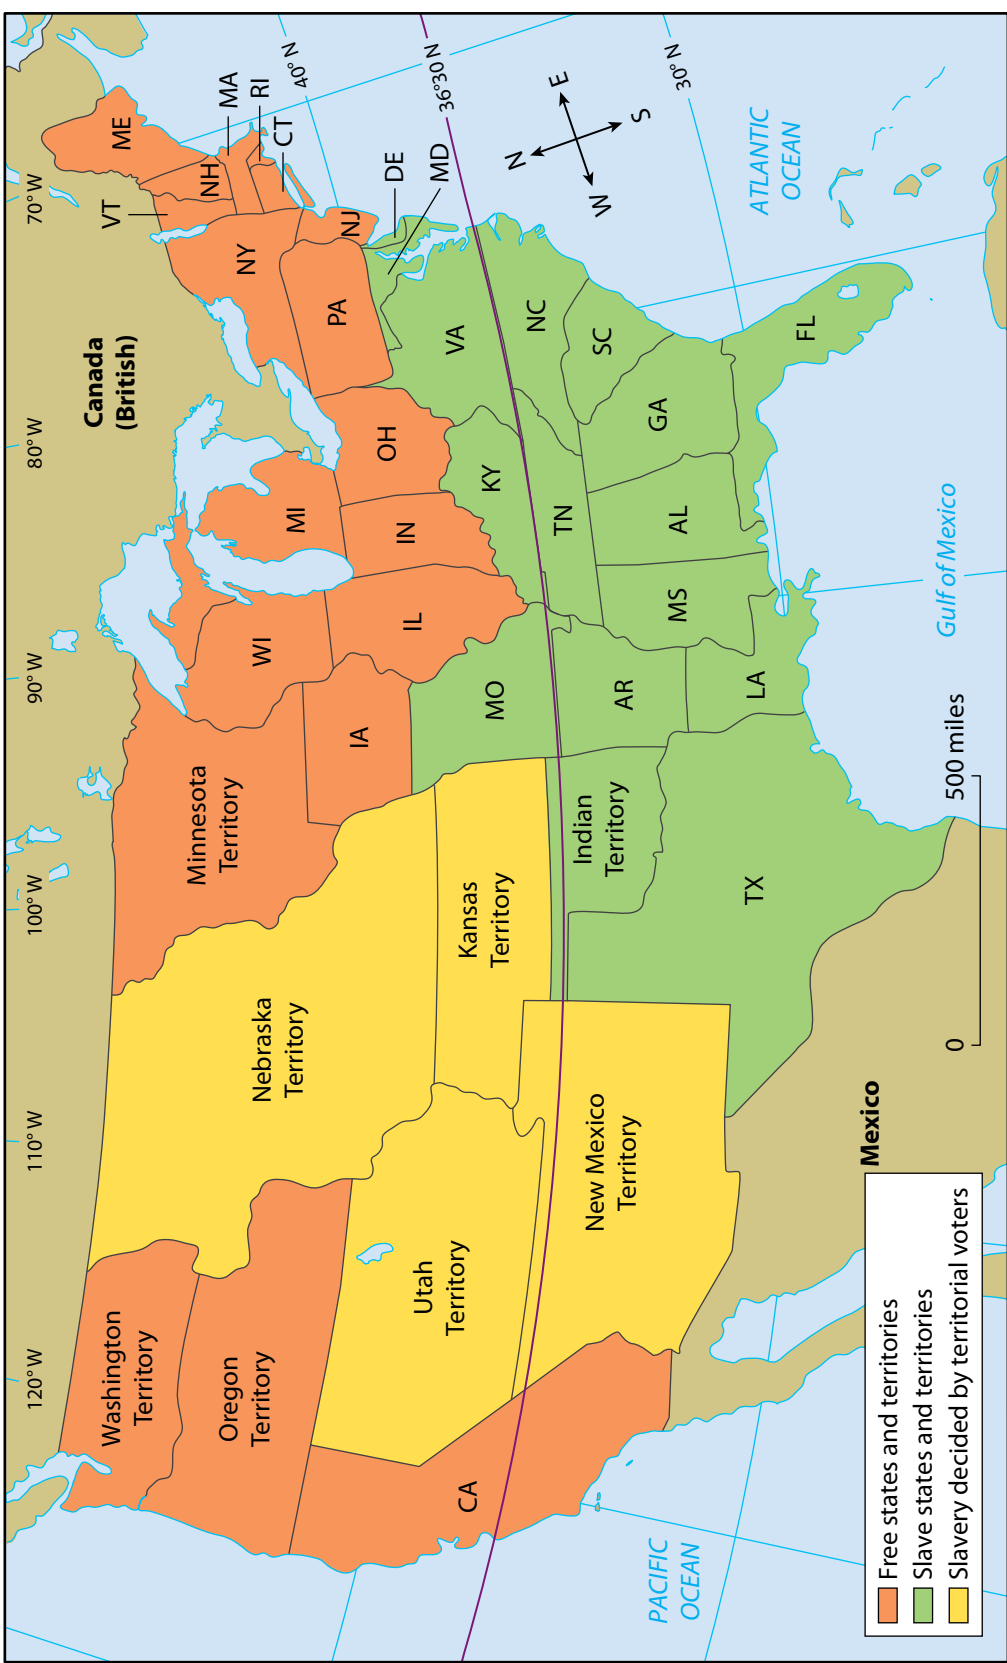 120° W
110° W
100° W
90° W
80° W
70° W
40° N
36°30 N
30° N
Canada
(British)
Washington
Territory
Oregon
Territory
CA
Utah
Territory
New Mexico
Territory
Nebraska
Territory
Kansas
Territory
Minnesota
Territory
Indian
Territory
TX
IA
MO
AR
LA
WI
IL
MI
IN
OH
KY
TN
MS
AL
GA
FL
SC
NC
VA
PA
NY
NJ
VT
NH
ME
MA
RI
CT
DE
MD
N
E
S
W
PACIFIC
OCEAN
ATLANTIC
OCEAN
Gulf of Mexico
Mexico
0
500 miles
Free states and territories
Slave states and territories
Slavery decided by territorial voters